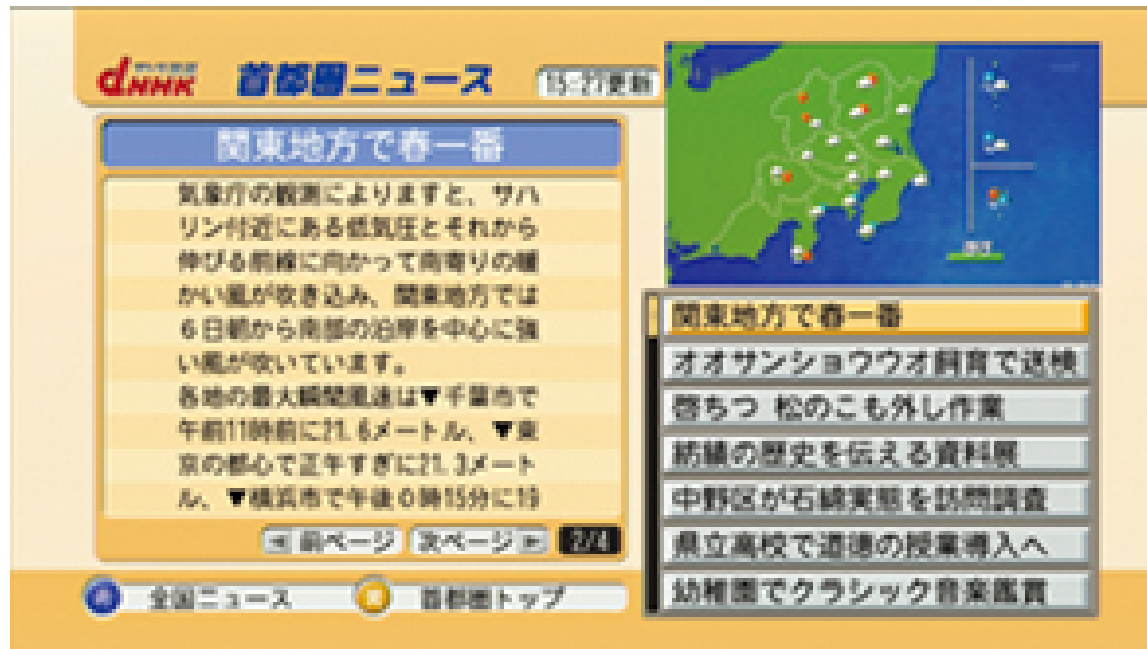 dNHK
首都圏ニュース
15:27更新
関東地方で春一番
気象庁の観測によりますと、サハ
リン付近にある低気圧とそれから
伸びる前線に向かって南寄りの暖
かい風が吹き込み、関東地方では
6日朝から南部の沿岸を中心に強
い風が吹いています。
各地の最大瞬間風速は▼千葉市で
午前11時前に21.6メートル、▼東
京の都心で正午すぎに21.3メート
ル、▼横浜市で午後0時15分に19
◀前ページ 次ページ▶ 2/4
関東地方で春一番
オオサンショウウオ飼育で送検
啓ちつ 松のこも外し作業
紡績の歴史を伝える資料展
中野区が石綿実態を訪問調査
県立高校で道徳の授業導入へ
幼稚園でクラシック音楽鑑賞
青 全国ニュース 黄 首都圏トップ